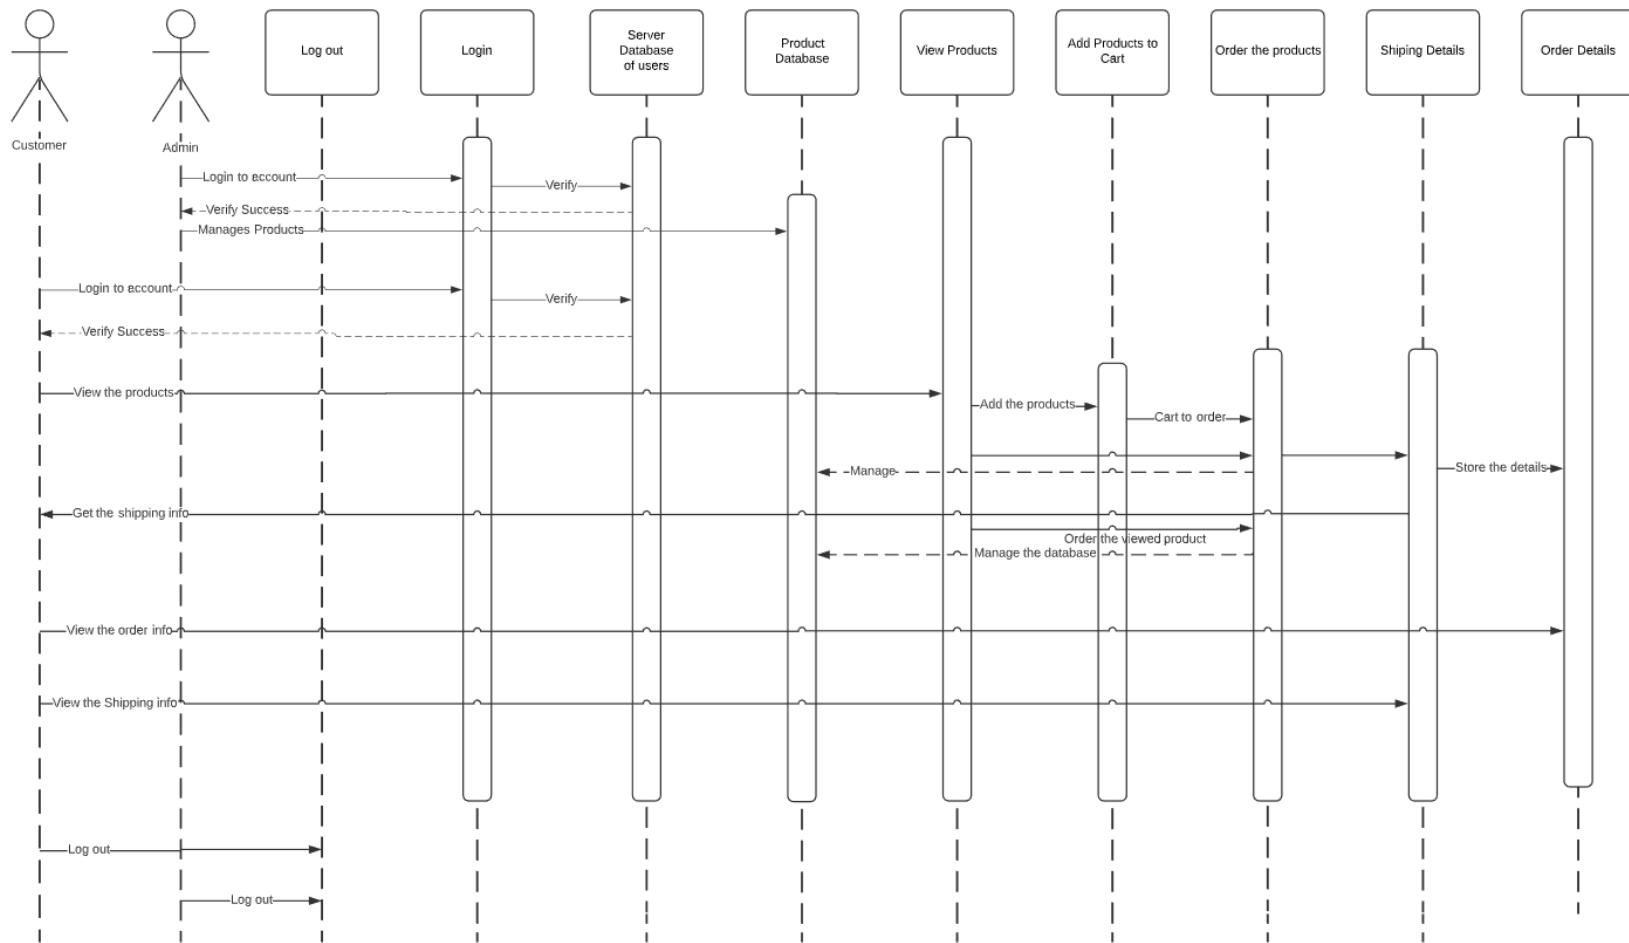 Log out
Login
Server
Database
of users
Product
Database
View Products
Add Products to
Cart
Order the products
Shiping Details
Order Details
Customer
Admin
Login to account
Verify
Verify Success
Manages Products
Login to account
Verify
Verify Success
View the products
Add the products
Cart to order
Manage
Store the details
Get the shipping info
Order the viewed product
Manage the database
View the order info
View the Shipping info
Log out
Log out